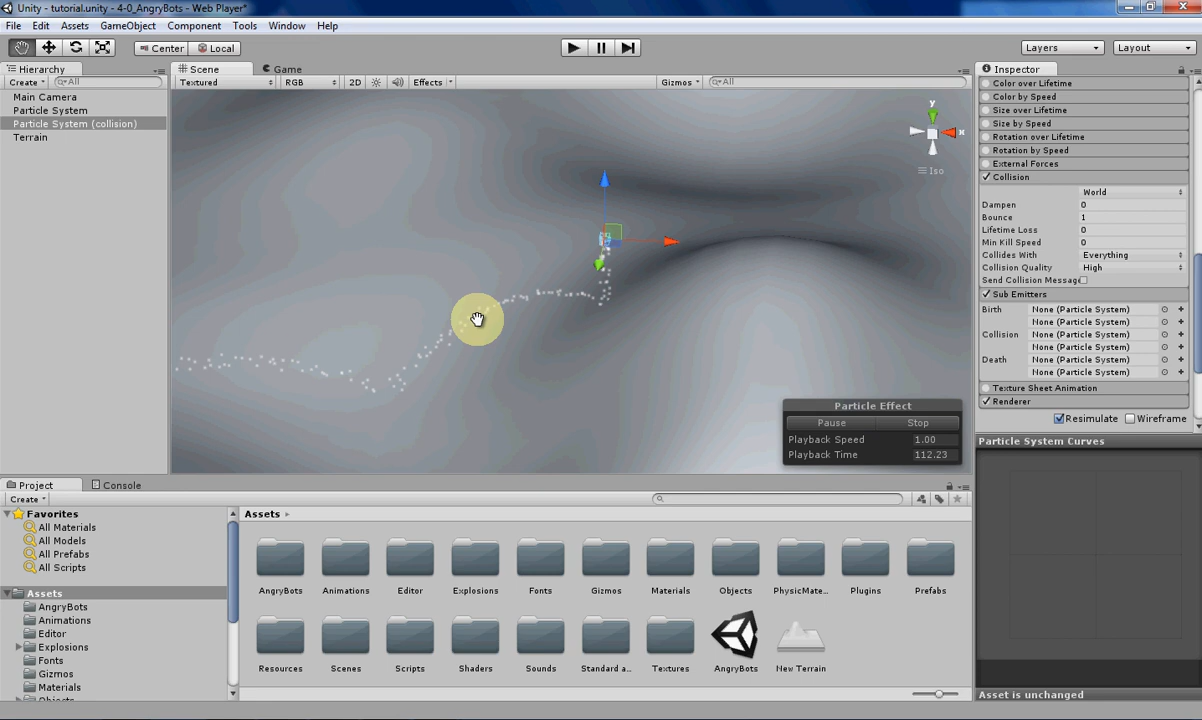 Unity - tutorial.unity - 4-0_AngryBots - Web Player*
File Edit Assets GameObject Component Tools Window Help
Center Local Layers Layout
Hierarchy
Create All
Main Camera
Particle System
Particle System (collision)
Terrain
Scene Game
Textured RGB 2D Effects Gizmos All
y
x
Iso
Particle Effect
Pause Stop
Playback Speed 1.00
Playback Time 112.23
Inspector
Color over Lifetime
Color by Speed
Size over Lifetime
Size by Speed
Rotation over Lifetime
Rotation by Speed
External Forces
Collision
World
Dampen 0
Bounce 1
Lifetime Loss 0
Min Kill Speed 0
Collides With Everything
Collision Quality High
Send Collision Message
Sub Emitters
Birth None (Particle System)
None (Particle System)
Collision None (Particle System)
None (Particle System)
Death None (Particle System)
None (Particle System)
Texture Sheet Animation
Renderer
Resimulate Wireframe
Particle System Curves
Asset is unchanged
Project Console
Create
Favorites
All Materials
All Models
All Prefabs
All Scripts
Assets
AngryBots
Animations
Editor
Explosions
Fonts
Gizmos
Materials
Objects
Assets
AngryBots Animations Editor Explosions Fonts Gizmos Materials Objects PhysicMate... Plugins Prefabs
Resources Scenes Scripts Shaders Sounds Standard a... Textures AngryBots New Terrain